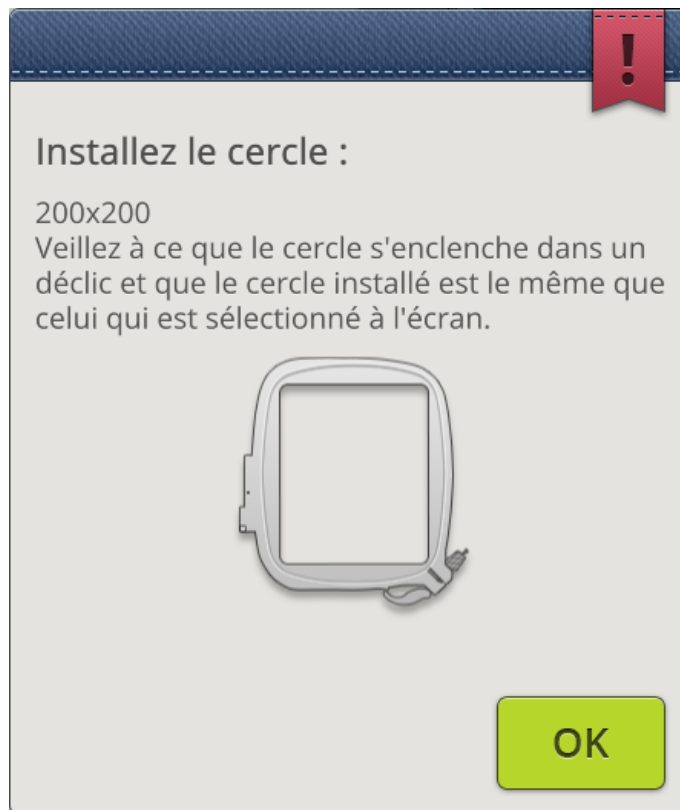 !
Installez le cercle :
200x200
Veillez à ce que le cercle s'enclenche dans un
déclic et que le cercle installé est le même que
celui qui est sélectionné à l'écran.
OK